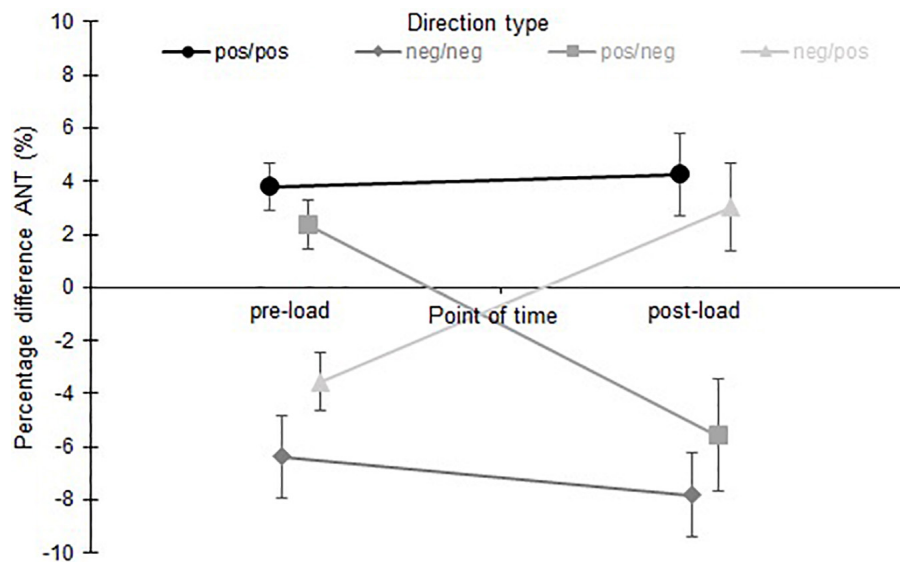 Direction type
pos/pos neg/neg pos/neg neg/pos
Percentage difference ANT (%)
10
8
6
4
2
0
-2
-4
-6
-8
-10
pre-load
Point of time
post-load